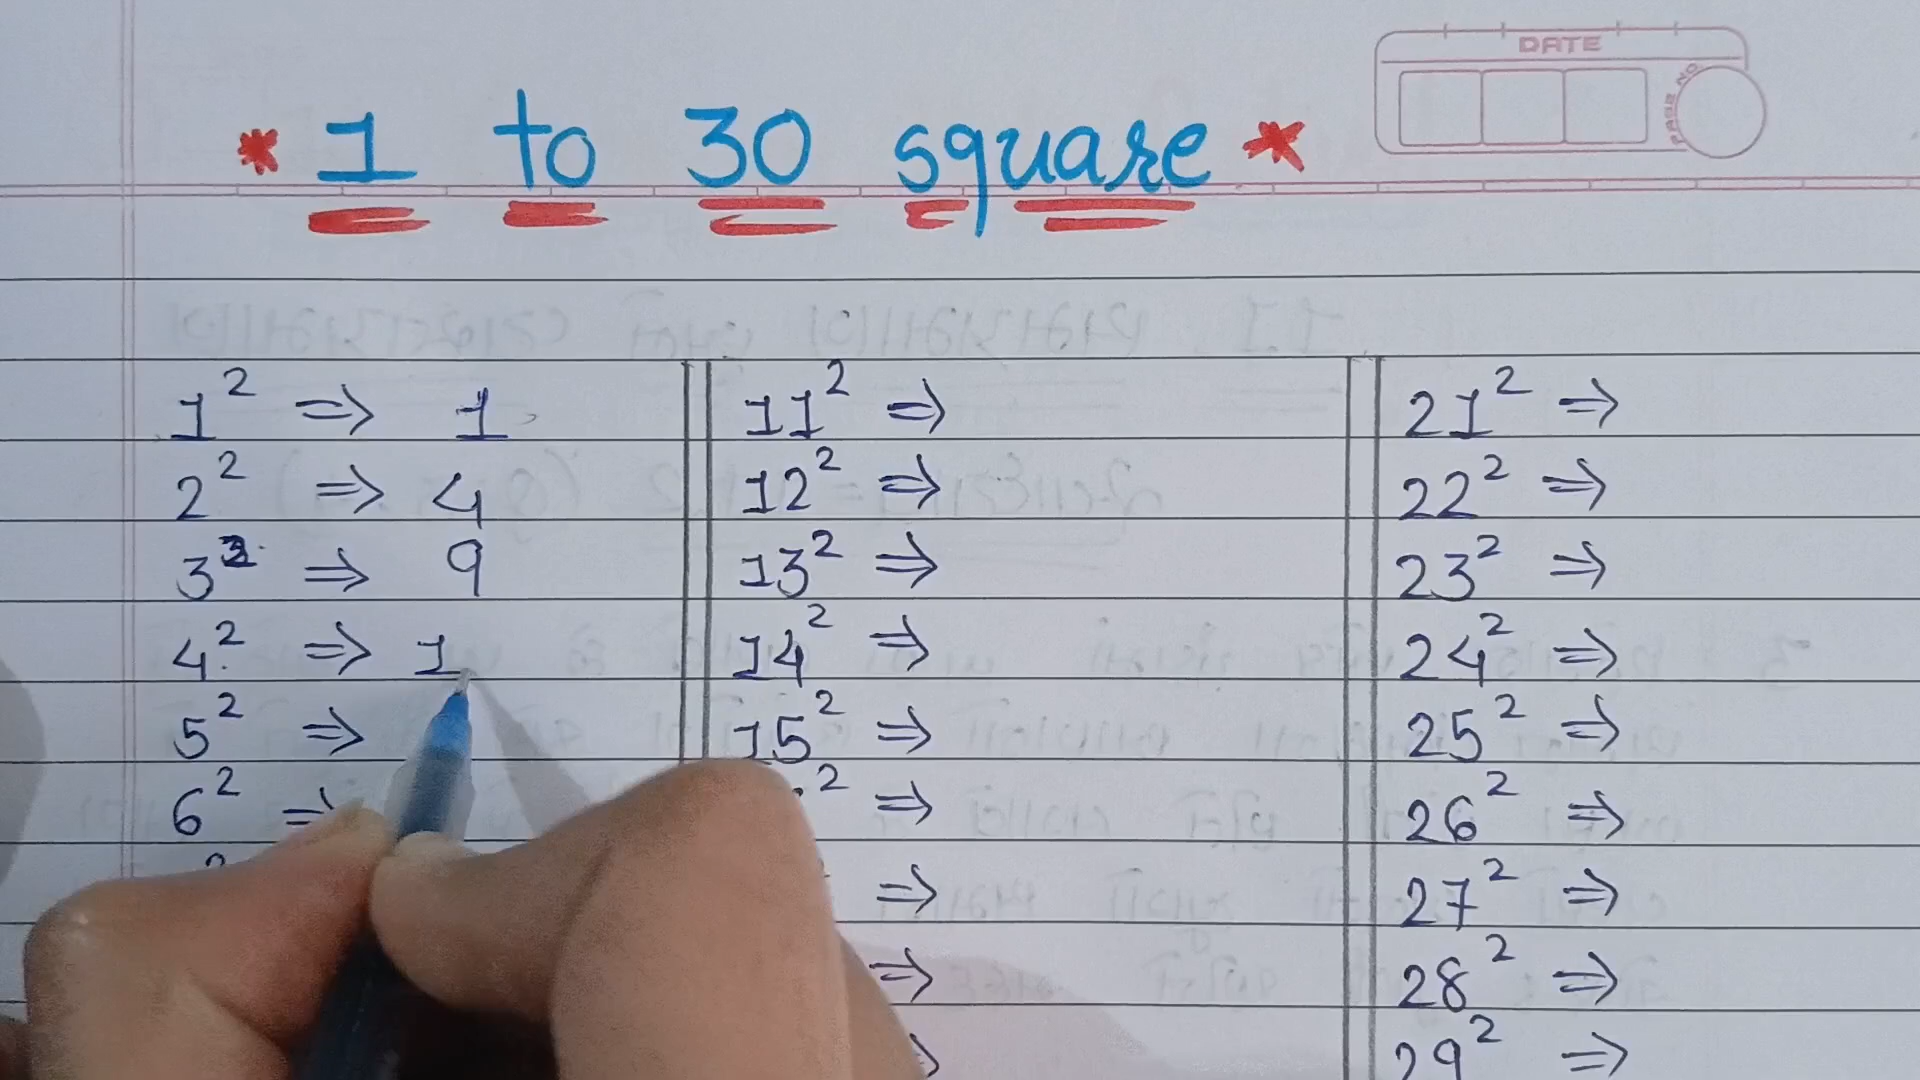 DATE
PAGE NO.
* 1 to 30 square *
1² ⇒ 1
2² ⇒ 4
3² ⇒ 9
4² ⇒ 1
5² ⇒
6² ⇒
11² ⇒
12² ⇒
13² ⇒
14² ⇒
15² ⇒
² ⇒
⇒
⇒
21² ⇒
22² ⇒
23² ⇒
24² ⇒
25² ⇒
26² ⇒
27² ⇒
28² ⇒
29² ⇒